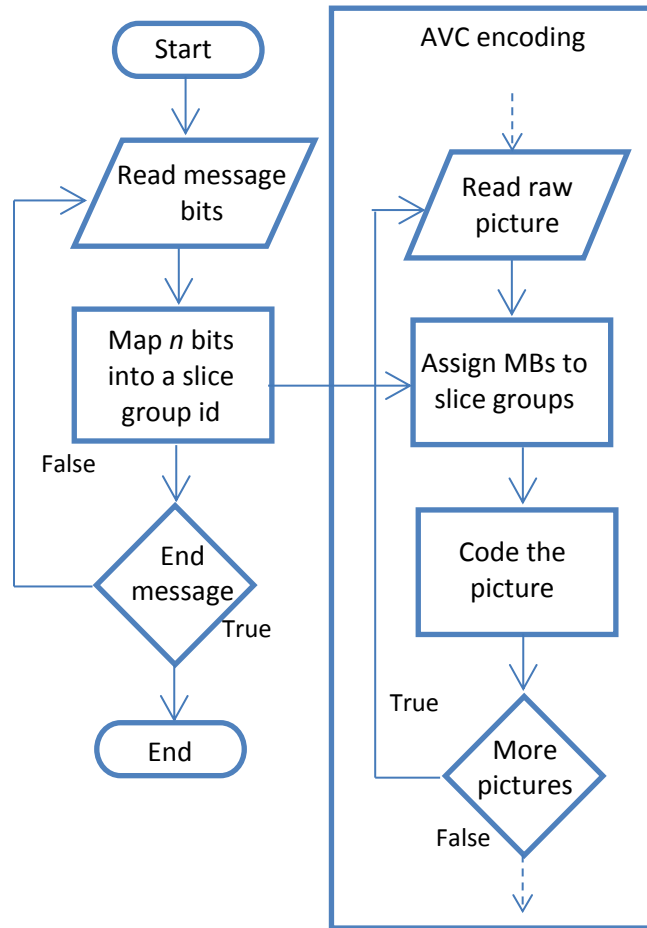 Start
Read message
bits
Map n bits
into a slice
group id
False
End
message
True
End
AVC encoding
Read raw
picture
Assign MBs to
slice groups
Code the
picture
True
More
pictures
False